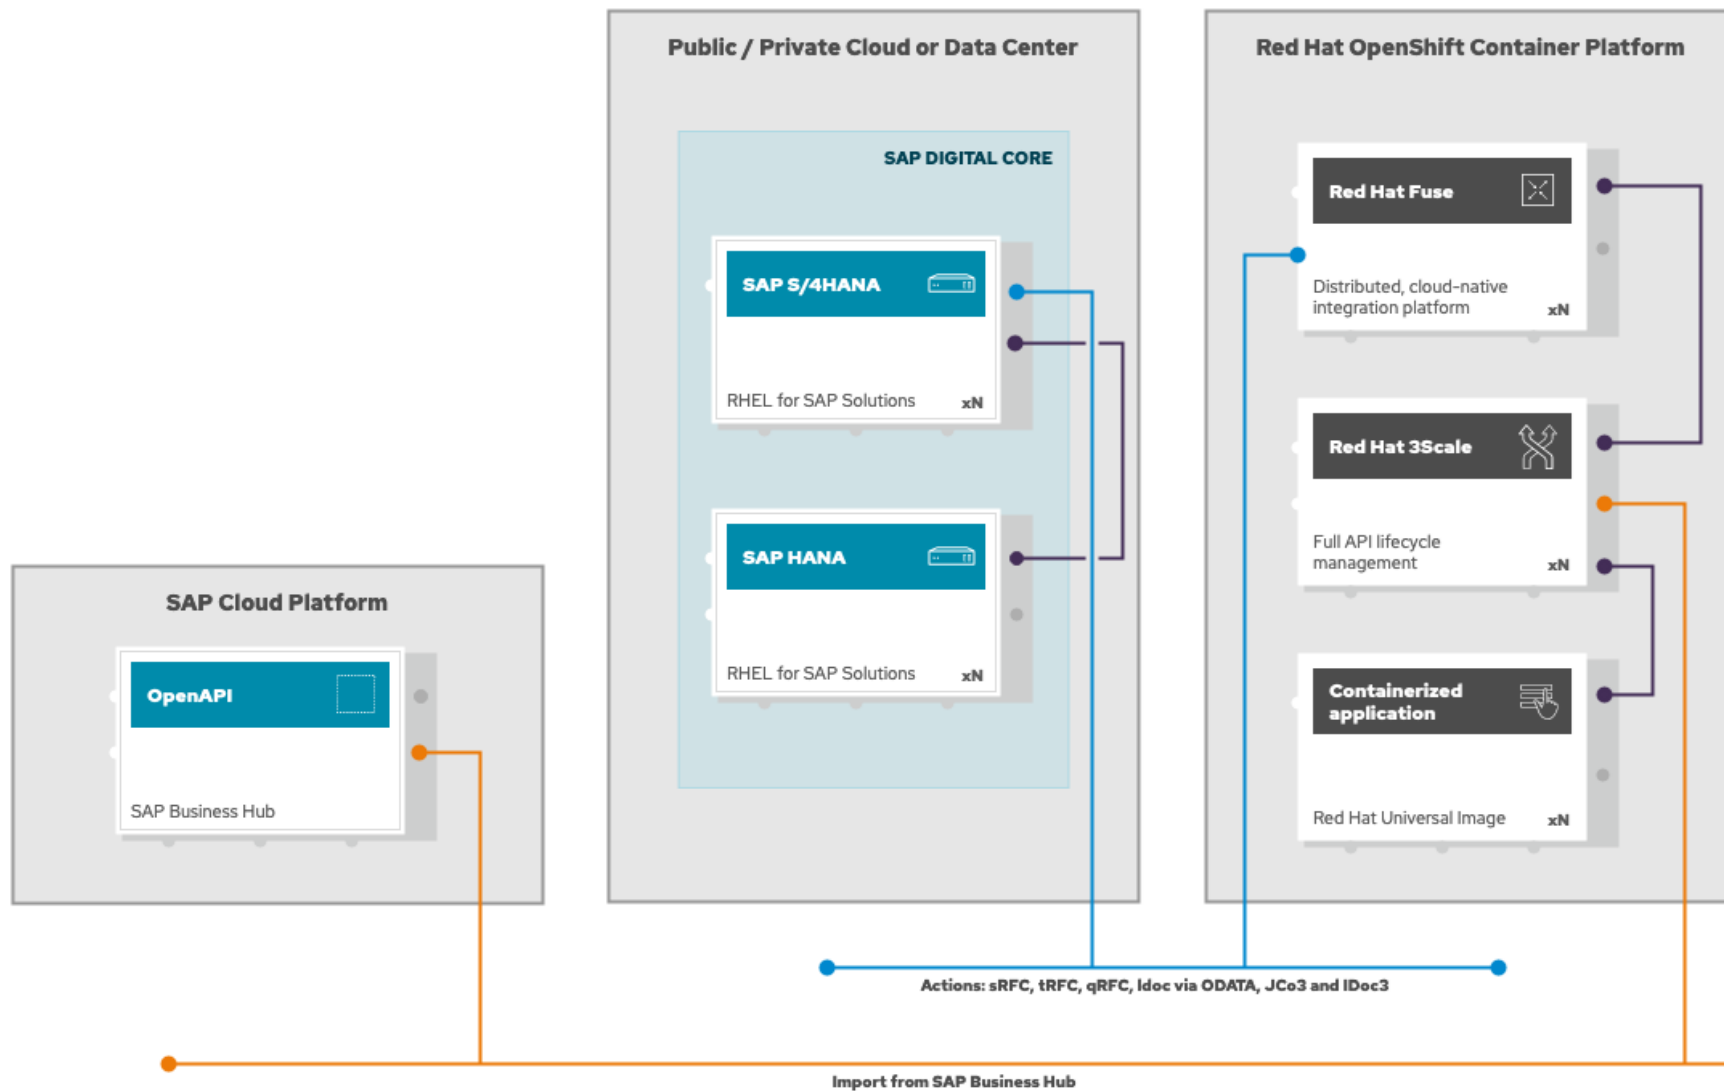 Public / Private Cloud or Data Center
Red Hat OpenShift Container Platform
SAP DIGITAL CORE
SAP S/4HANA
RHEL for SAP Solutions
xN
SAP HANA
RHEL for SAP Solutions
xN
Red Hat Fuse
Distributed, cloud-native
integration platform
xN
Red Hat 3Scale
Full API lifecycle
management
xN
Containerized
application
Red Hat Universal Image
xN
SAP Cloud Platform
OpenAPI
SAP Business Hub
Actions: sRFC, tRFC, qRFC, Idoc via ODATA, JCo3 and IDoc3
Import from SAP Business Hub